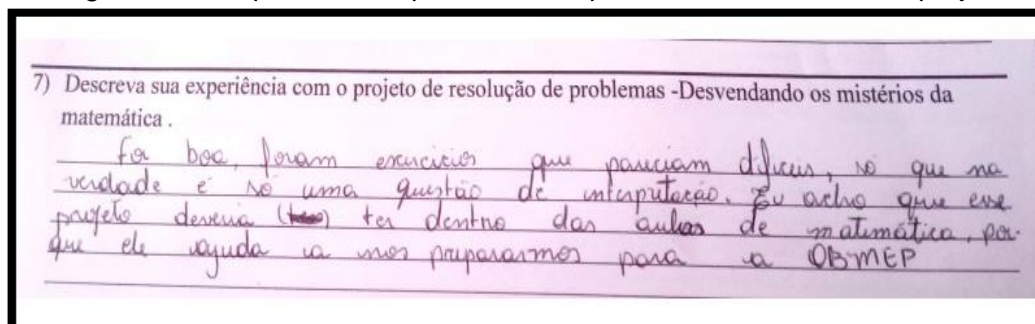 7) Descreva sua experiência com o projeto de resolução de problemas -Desvendando os mistérios da
matemática .
foi boa, foram exercicios que pareciam dificeis, só que na
verdade é só uma questão de interpretação. Eu acho que esse
projeto deveria ter dentro das aulas de matemática, por-
que ele ajuda a nos prepararmos para a OBMEP